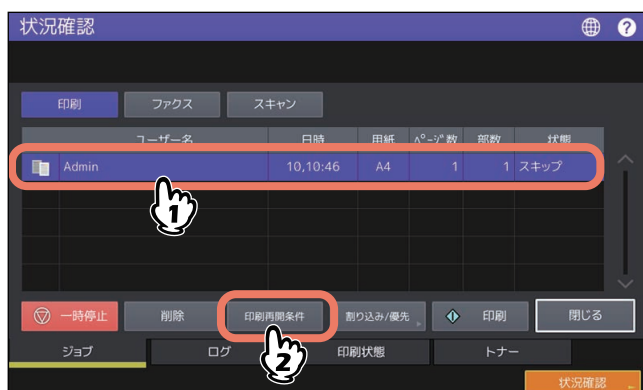 状況確認
?
印刷 ファクス スキャン
ユーザー名 日時 用紙 ページ数 部数 状態
Admin 10,10:46 A4 1 1 スキップ
1
一時停止 削除 印刷再開条件 割り込み/優先 印刷 閉じる
2
ジョブ ログ 印刷状態 トナー
状況確認